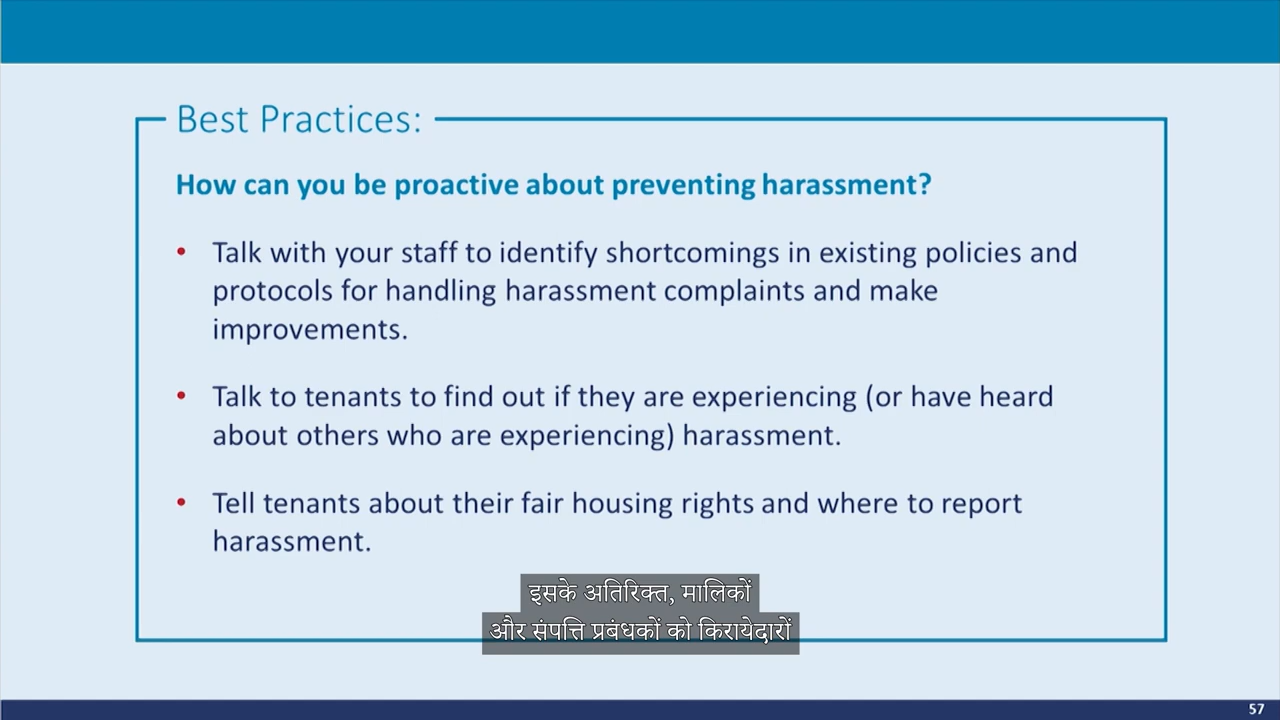 Best Practices:
How can you be proactive about preventing harassment?
• Talk with your staff to identify shortcomings in existing policies and
protocols for handling harassment complaints and make
improvements.
• Talk to tenants to find out if they are experiencing (or have heard
about others who are experiencing) harassment.
• Tell tenants about their fair housing rights and where to report
harassment.
इसके अतिरिक्त, मालिकों
और संपत्ति प्रबंधकों को किरायेदारों
57